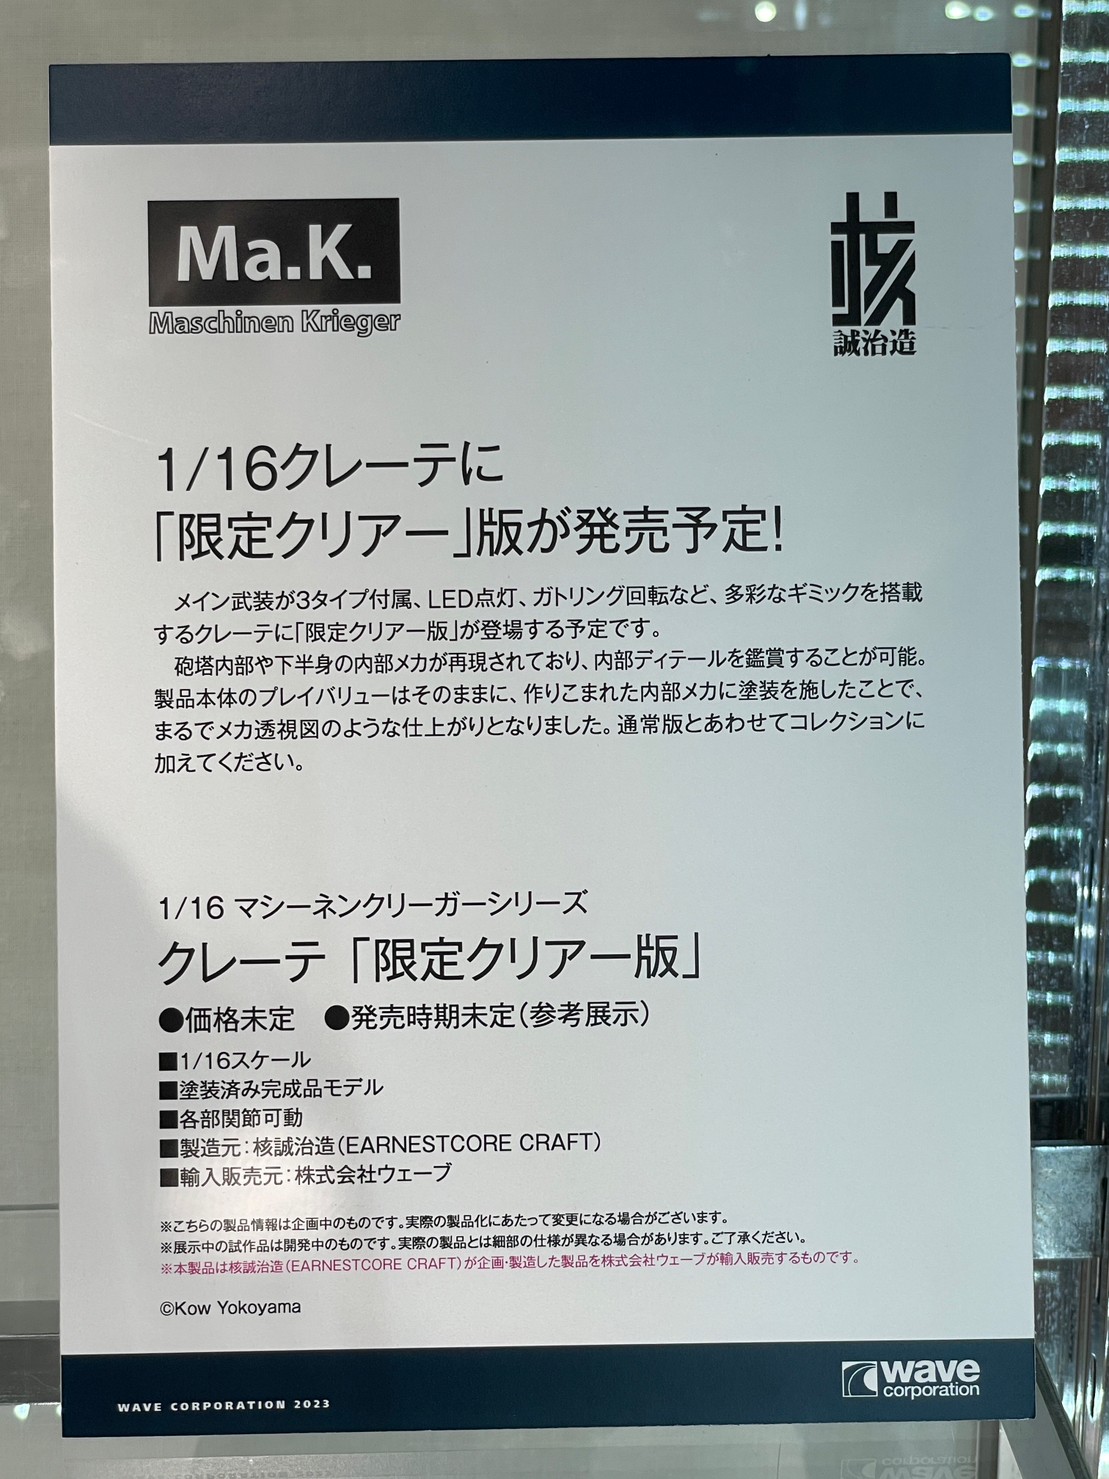 Ma.K.
Maschinen Krieger
核
誠治造
1/16クレーテに
「限定クリアー」版が発売予定!
メイン武装が3タイプ付属、LED点灯、ガトリング回転など、多彩なギミックを搭載
するクレーテに「限定クリアー版」が登場する予定です。
砲塔内部や下半身の内部メカが再現されており、内部ディテールを鑑賞することが可能。
製品本体のプレイバリューはそのままに、作りこまれた内部メカに塗装を施したことで、
まるでメカ透視図のような仕上がりとなりました。通常版とあわせてコレクションに
加えてください。
1/16 マシーネンクリーガーシリーズ
クレーテ「限定クリアー版」
●価格未定 ●発売時期未定(参考展示)
■1/16スケール
■塗装済み完成品モデル
■各部関節可動
■製造元:核誠治造(EARNESTCORE CRAFT)
■輸入販売元:株式会社ウェーブ
※こちらの製品情報は企画中のものです。実際の製品化にあたって変更になる場合がございます。
※展示中の試作品は開発中のものです。実際の製品とは細部の仕様が異なる場合があります。ご了承ください。
※本製品は核誠治造(EARNESTCORE CRAFT)が企画・製造した製品を株式会社ウェーブが輸入販売するものです。
©Kow Yokoyama
wave
corporation
WAVE CORPORATION 2023